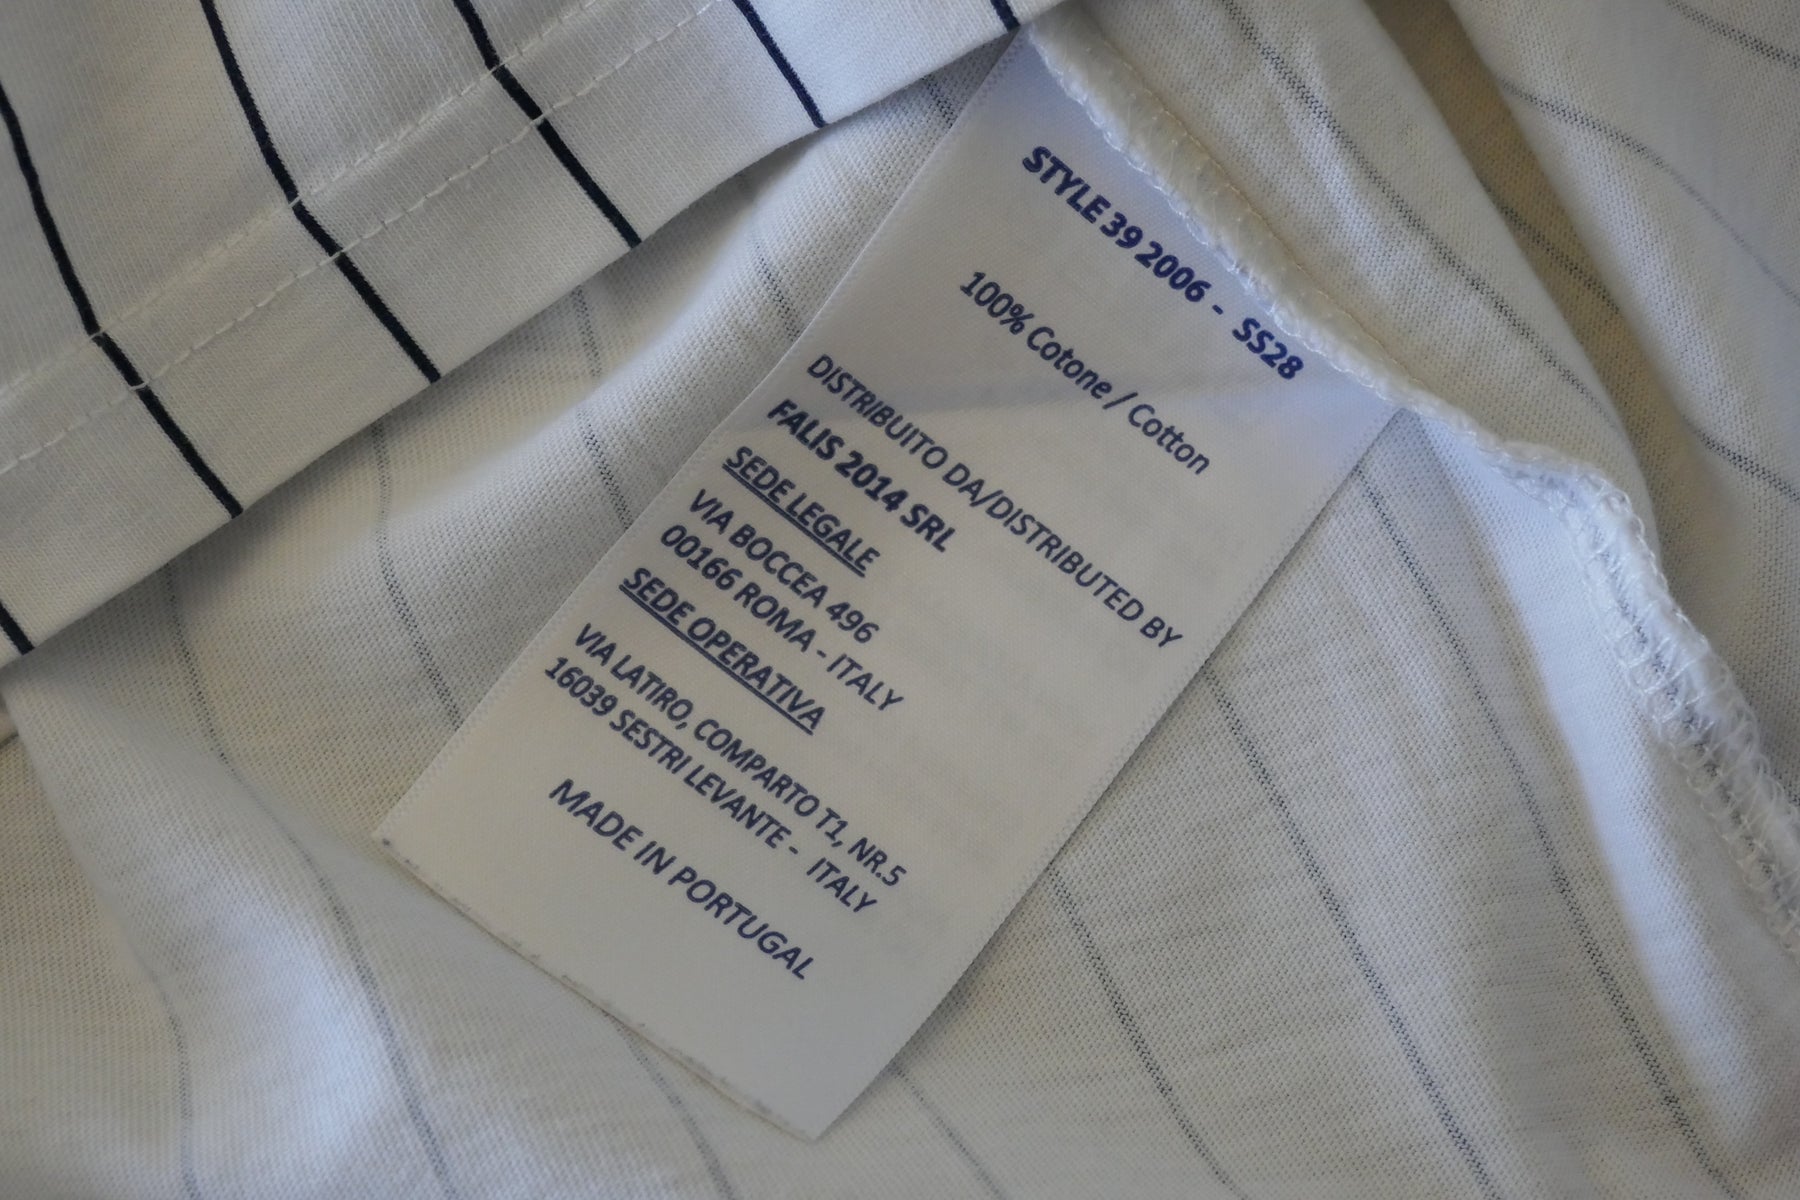 STYLE 39 2006 - SS28
100% Cotone / Cotton
DISTRIBUITO DA/DISTRIBUTED BY
FALIS 2014 SRL
SEDE LEGALE
VIA BOCCEA 496
00166 ROMA - ITALY
SEDE OPERATIVA
VIA LATIRO, COMPARTO T1, NR.5
16039 SESTRI LEVANTE - ITALY
MADE IN PORTUGAL